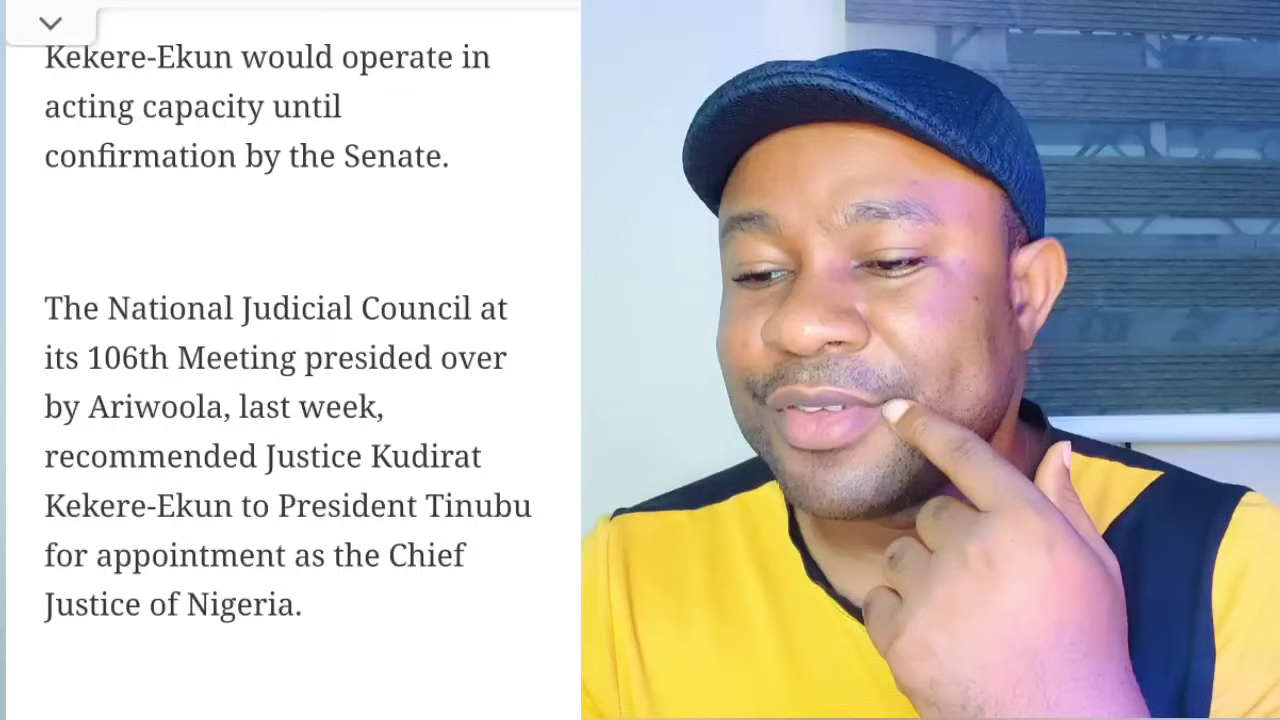 Kekere-Ekun would operate in
acting capacity until
confirmation by the Senate.
The National Judicial Council at
its 106th Meeting presided over
by Ariwoola, last week,
recommended Justice Kudirat
Kekere-Ekun to President Tinubu
for appointment as the Chief
Justice of Nigeria.